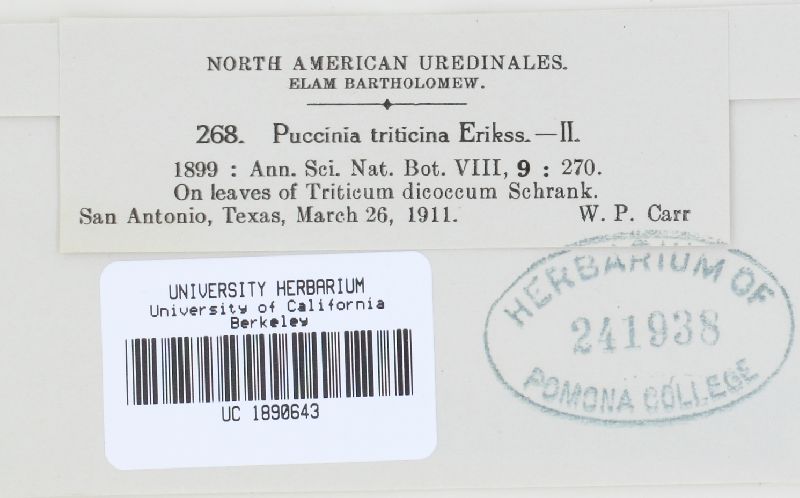 NORTH AMERICAN UREDINALES.
ELAM BARTHOLOMEW.
268. Puccinia triticina Erikss.—II.
1899 : Ann. Sci. Nat. Bot. VIII, 9 : 270.
On leaves of Triticum dicoccum Schrank.
San Antonio, Texas, March 26, 1911. W. P. Carr
UNIVERSITY HERBARIUM
University of California
Berkeley
UC 1890643
HERBARIUM OF
241938
POMONA COLLEGE